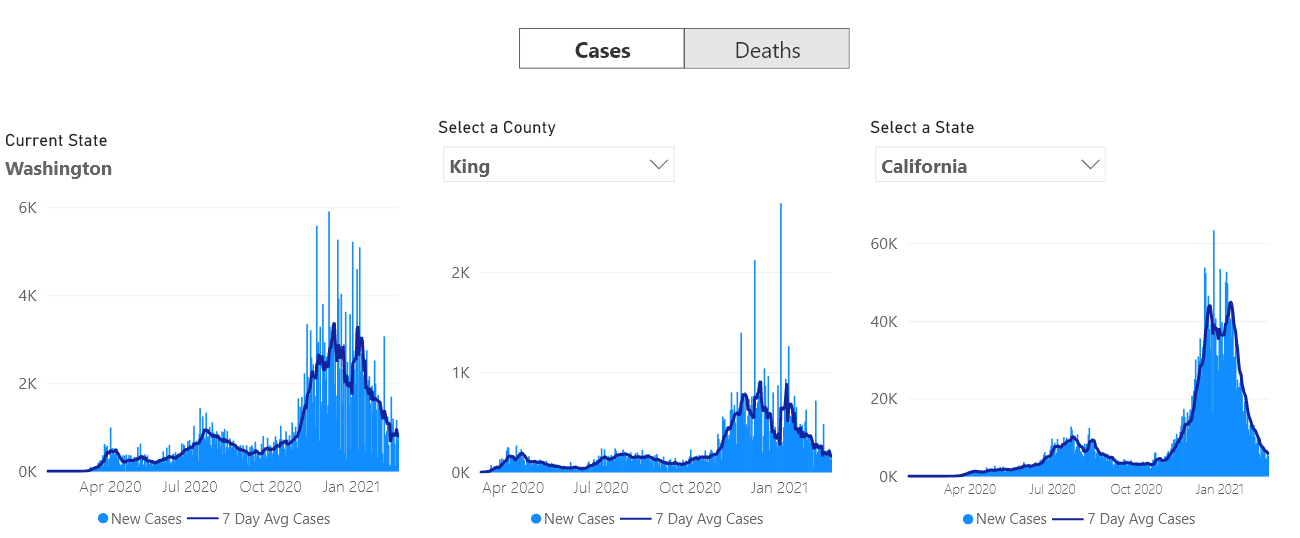 Cases Deaths
Current State
Washington
6K
4K
2K
0K
Apr 2020 Jul 2020 Oct 2020 Jan 2021
New Cases 7 Day Avg Cases
Select a County
King
2K
1K
0K
Apr 2020 Jul 2020 Oct 2020 Jan 2021
New Cases 7 Day Avg Cases
Select a State
California
60K
40K
20K
0K
Apr 2020 Jul 2020 Oct 2020 Jan 2021
New Cases 7 Day Avg Cases